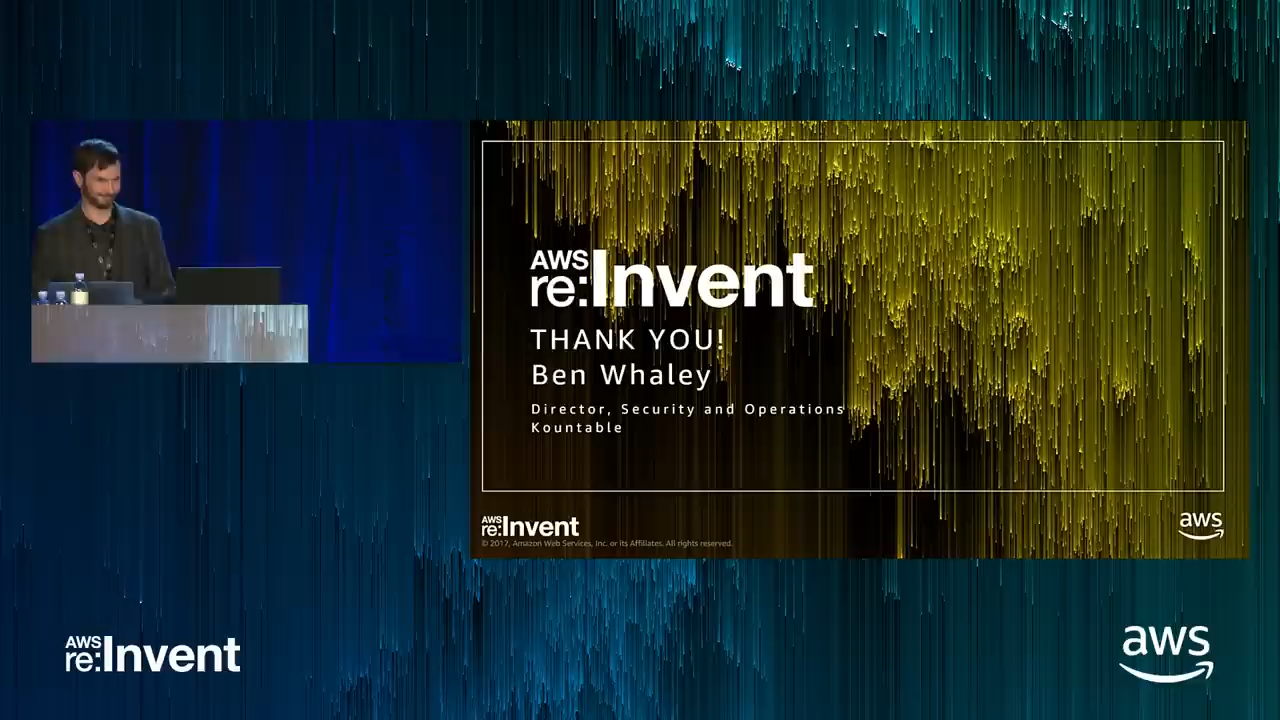 AWS
re:Invent
THANK YOU!
Ben Whaley
Director, Security and Operations
Kountable
AWS
re:Invent
© 2017, Amazon Web Services, Inc. or its Affiliates. All rights reserved.
aws
AWS
re:Invent
aws